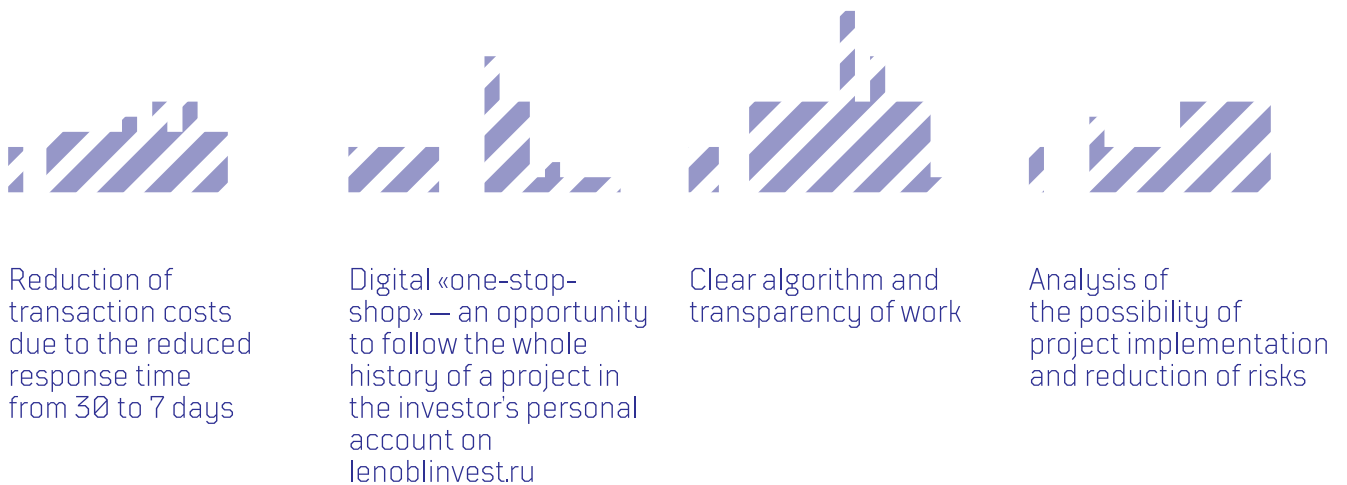 Reduction of
transaction costs
due to the reduced
response time
from 30 to 7 days
Digital «one-stop-
shop» — an opportunity
to follow the whole
history of a project in
the investor's personal
account on
lenoblinvest.ru
Clear algorithm and
transparency of work
Analysis of
the possibility of
project implementation
and reduction of risks